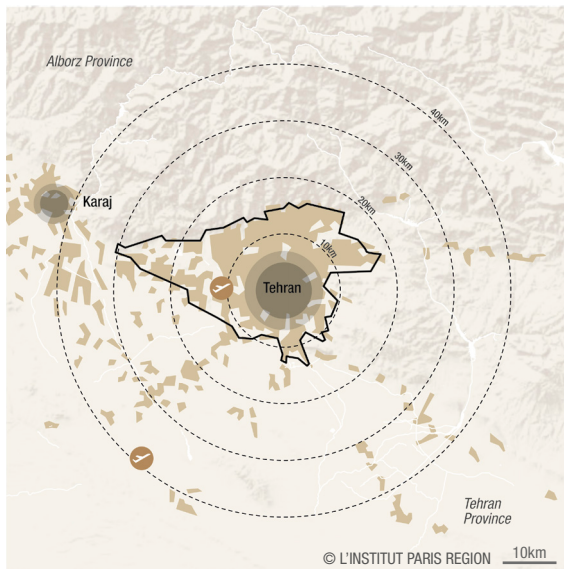 Alborz Province
40km
30km
20km
10km
Karaj
Tehran
Tehran
Province
© L'INSTITUT PARIS REGION
10km